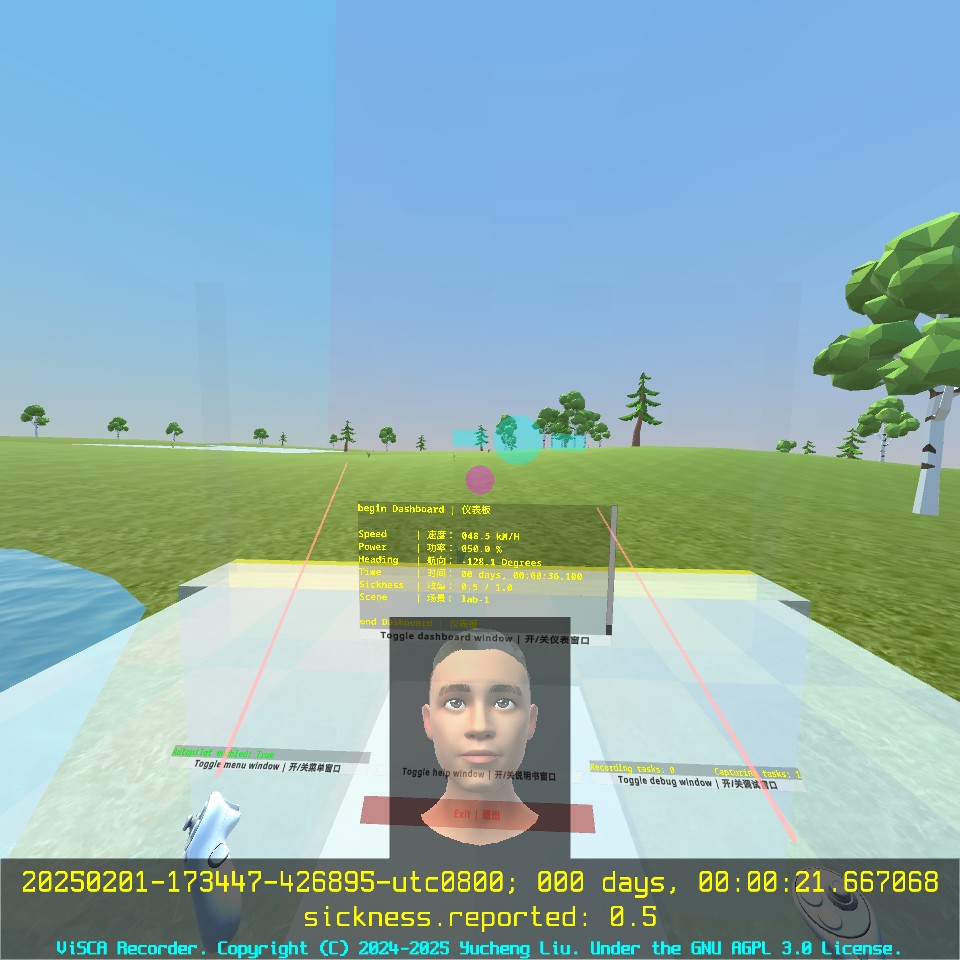 begin Dashboard | 仪表板
Speed | 速度: 048.5 kM/H
Power | 功率: 050.0 %
Heading | 航向: -128.1 Degrees
Time | 时间: 00 days, 00:00:36.100
Sickness | 0.5 / 1.0
Scene | 场景: lab-1
end Dashboard | 仪表板
Toggle dashboard window | 开/关仪表窗口
Autopilot enabled: True
Toggle menu window | 开/关菜单窗口
Toggle help window | 开/关说明书窗口
Recording tasks: 0 Capturing tasks: 1
Toggle debug window | 开/关调试窗口
Exit | 退出
20250201-173447-426895-utc0800; 000 days, 00:00:21.667068
sickness.reported: 0.5
ViSCA Recorder. Copyright (C) 2024-2025 Yucheng Liu. Under the GNU AGPL 3.0 License.